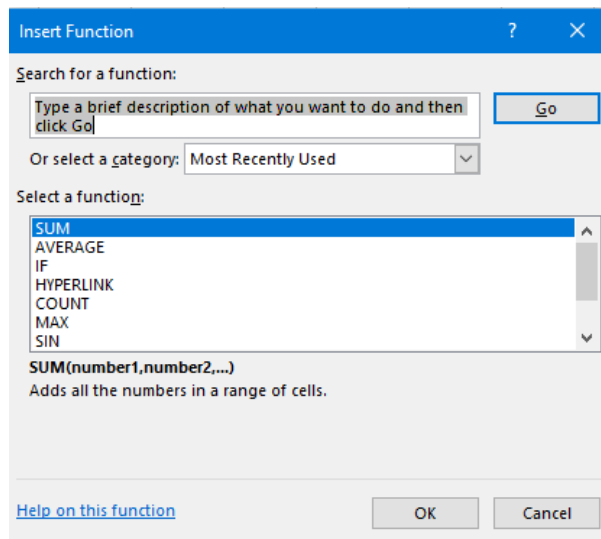 Insert Function ? ×
Search for a function:
Type a brief description of what you want to do and then
click Go
Go
Or select a category: Most Recently Used
Select a function:
SUM
AVERAGE
IF
HYPERLINK
COUNT
MAX
SIN
SUM(number1,number2,...)
Adds all the numbers in a range of cells.
Help on this function
OK
Cancel